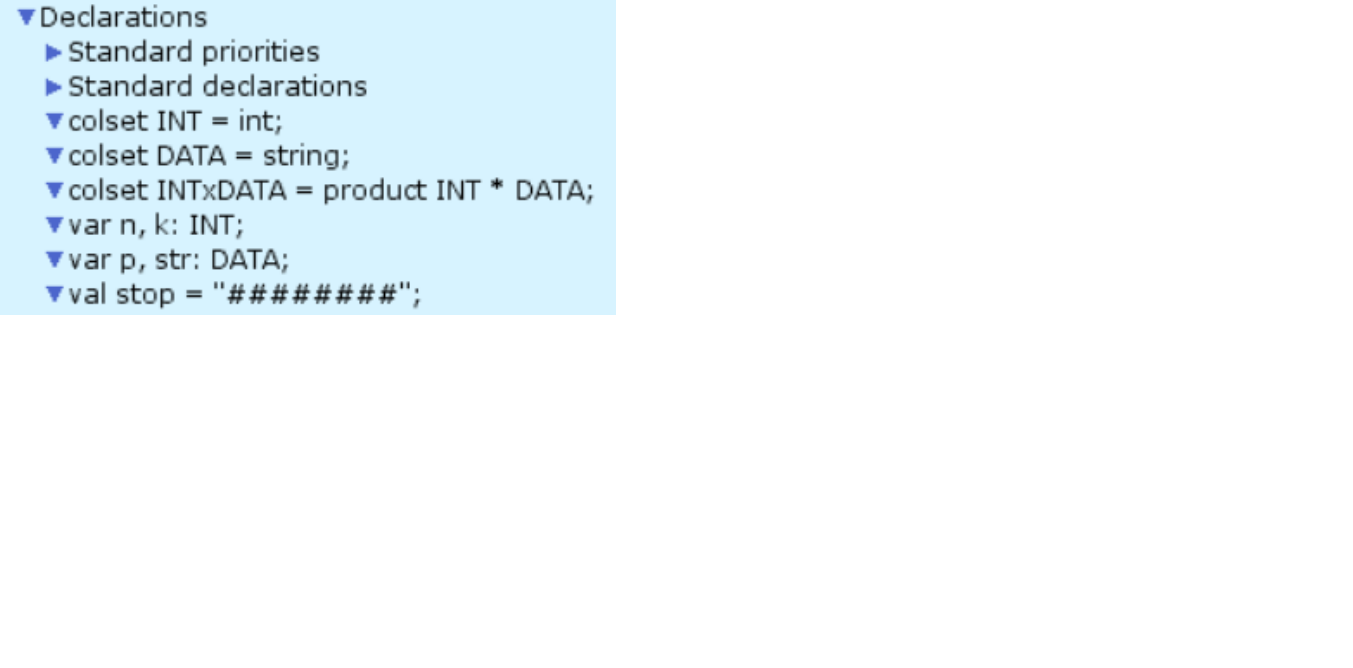 Declarations
Standard priorities
Standard declarations
colset INT = int;
colset DATA = string;
colset INTxDATA = product INT * DATA;
var n, k: INT;
var p, str: DATA;
val stop = "########";